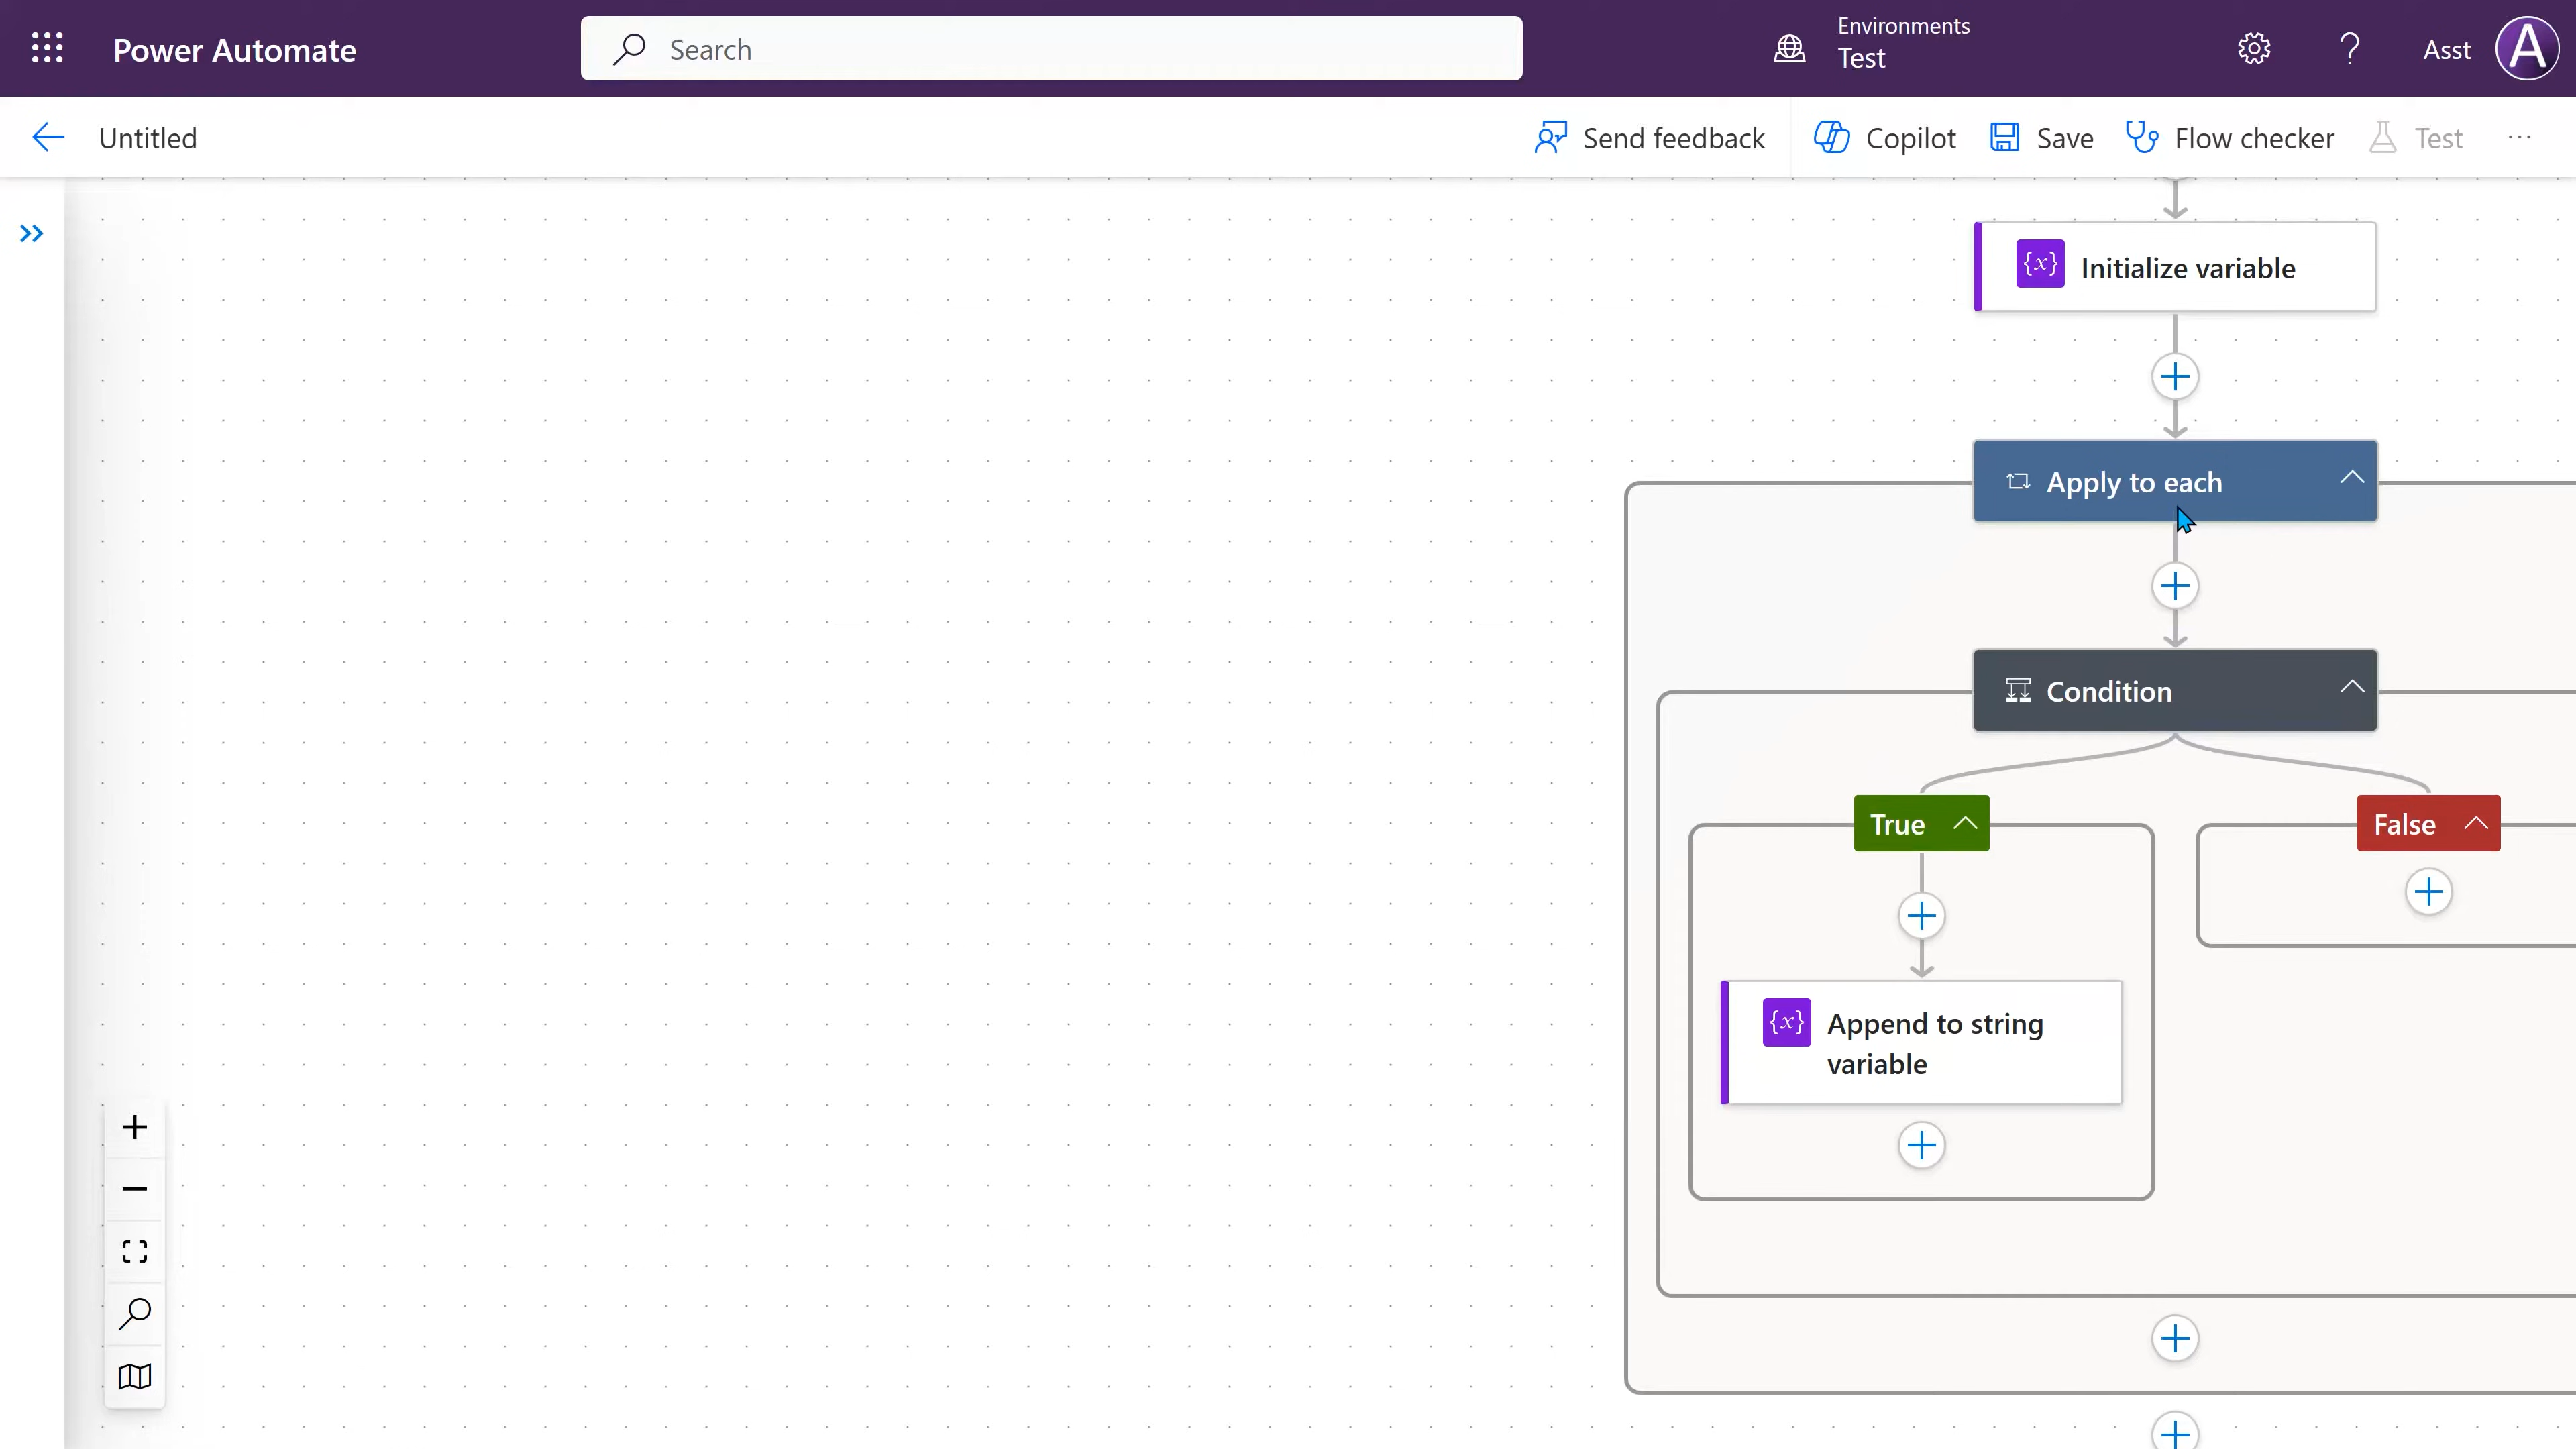 Power Automate
Search
Environments
Test
Asst
A
Untitled
Send feedback
Copilot
Save
Flow checker
Test
{x} Initialize variable
Apply to each
Condition
True
False
{x} Append to string
variable